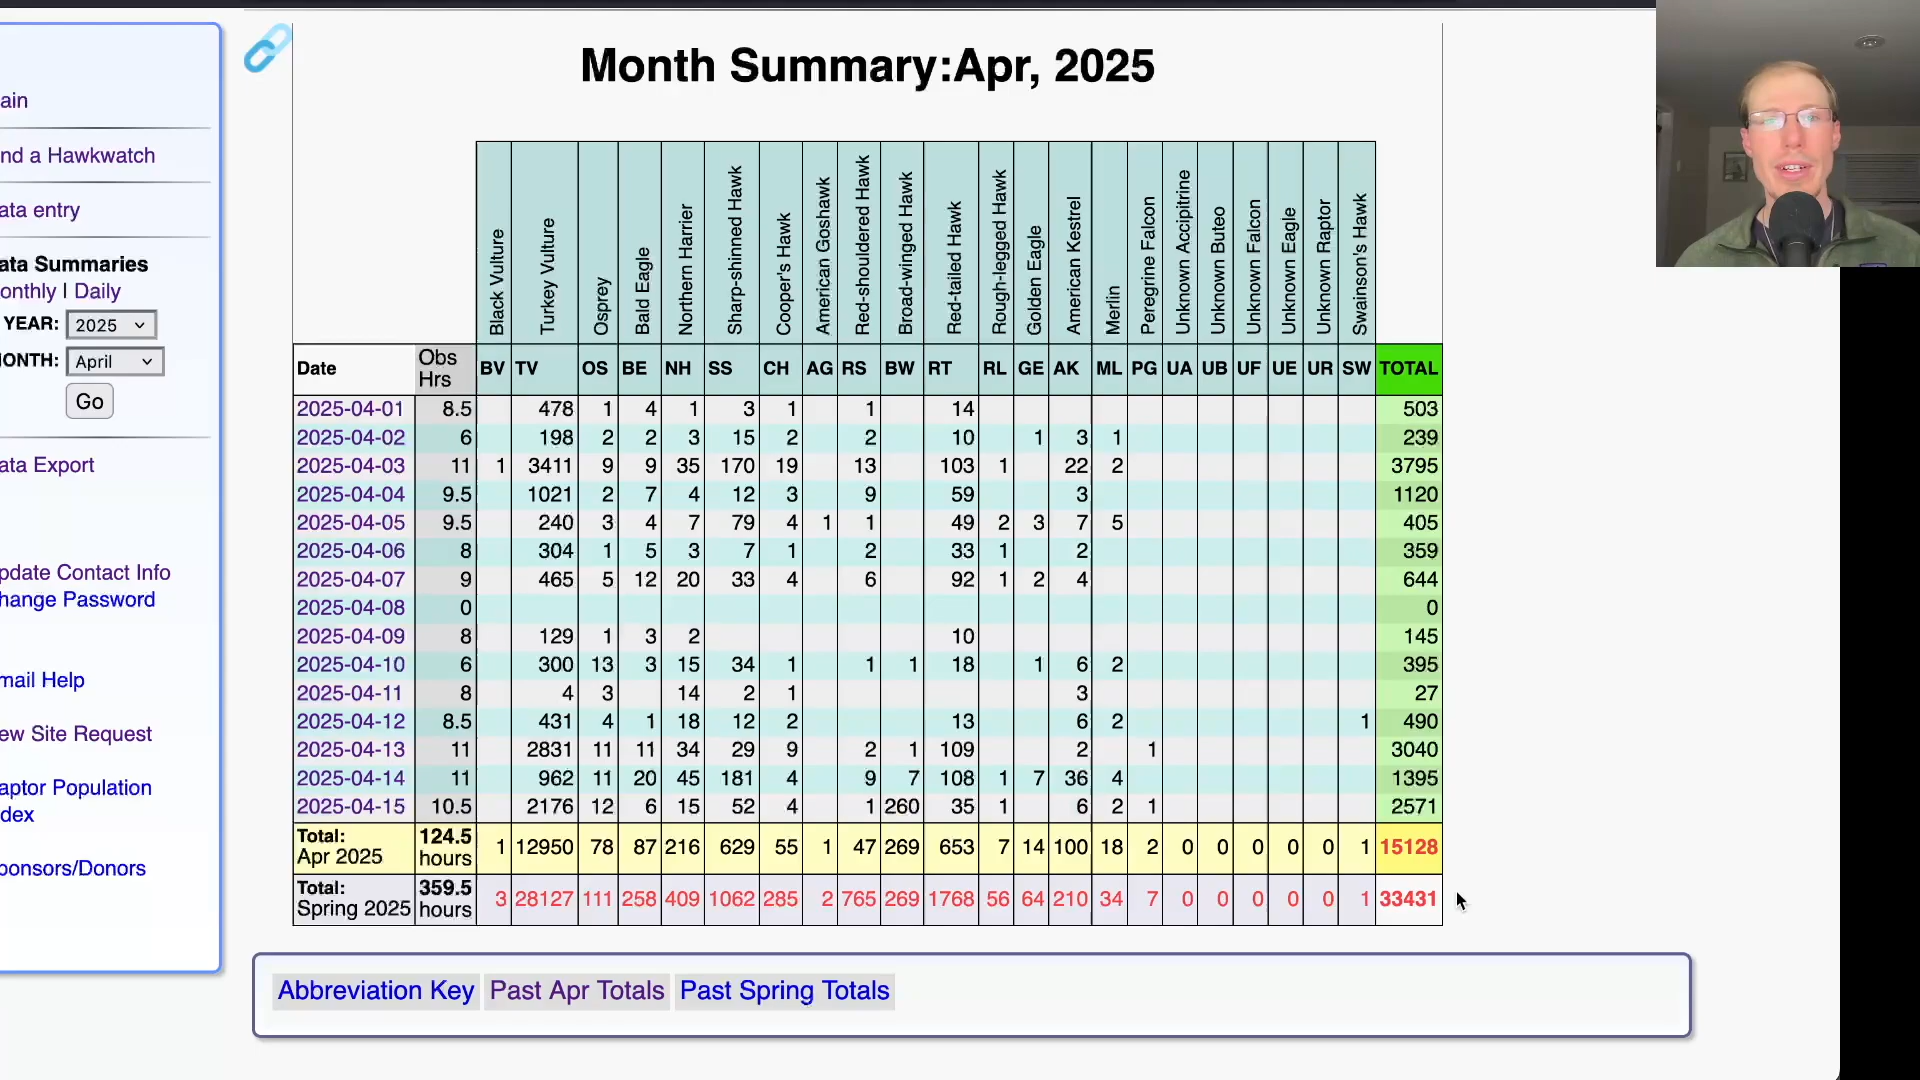 ain
nd a Hawkwatch
ata entry
ata Summaries
onthly | Daily
YEAR: 2025
ONTH: April
Go
ata Export
pdate Contact Info
hange Password
mail Help
ew Site Request
aptor Population
dex
ponsors/Donors
Month Summary:Apr, 2025
Black Vulture Turkey Vulture Osprey Bald Eagle Northern Harrier Sharp-shinned Hawk Cooper's Hawk American Goshawk Red-shouldered Hawk Broad-winged Hawk Red-tailed Hawk Rough-legged Hawk Golden Eagle American Kestrel Merlin Peregrine Falcon Unknown Accipitrine Unknown Buteo Unknown Falcon Unknown Eagle Unknown Raptor Swainson's Hawk
Date Obs Hrs BV TV OS BE NH SS CH AG RS BW RT RL GE AK ML PG UA UB UF UE UR SW TOTAL
2025-04-01 8.5 478 1 4 1 3 1 1 14 503
2025-04-02 6 198 2 2 3 15 2 2 10 1 3 1 239
2025-04-03 11 1 3411 9 9 35 170 19 13 103 1 22 2 3795
2025-04-04 9.5 1021 2 7 4 12 3 9 59 3 1120
2025-04-05 9.5 240 3 4 7 79 4 1 1 49 2 3 7 5 405
2025-04-06 8 304 1 5 3 7 1 2 33 1 2 359
2025-04-07 9 465 5 12 20 33 4 6 92 1 2 4 644
2025-04-08 0 0
2025-04-09 8 129 1 3 2 10 145
2025-04-10 6 300 13 3 15 34 1 1 1 18 1 6 2 395
2025-04-11 8 4 3 14 2 1 3 27
2025-04-12 8.5 431 4 1 18 12 2 13 6 2 1 490
2025-04-13 11 2831 11 11 34 29 9 2 1 109 2 1 3040
2025-04-14 11 962 11 20 45 181 4 9 7 108 1 7 36 4 1395
2025-04-15 10.5 2176 12 6 15 52 4 1 260 35 1 6 2 1 2571
Total: Apr 2025 124.5 hours 1 12950 78 87 216 629 55 1 47 269 653 7 14 100 18 2 0 0 0 0 0 1 15128
Total: Spring 2025 359.5 hours 3 28127 111 258 409 1062 285 2 765 269 1768 56 64 210 34 7 0 0 0 0 0 1 33431
Abbreviation Key Past Apr Totals Past Spring Totals